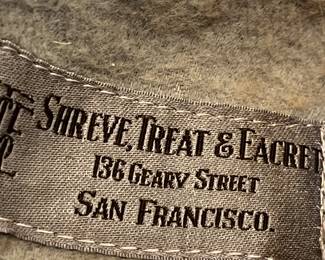 SHREVE, TREAT & EACRET
136 GEARY STREET
SAN FRANCISCO.